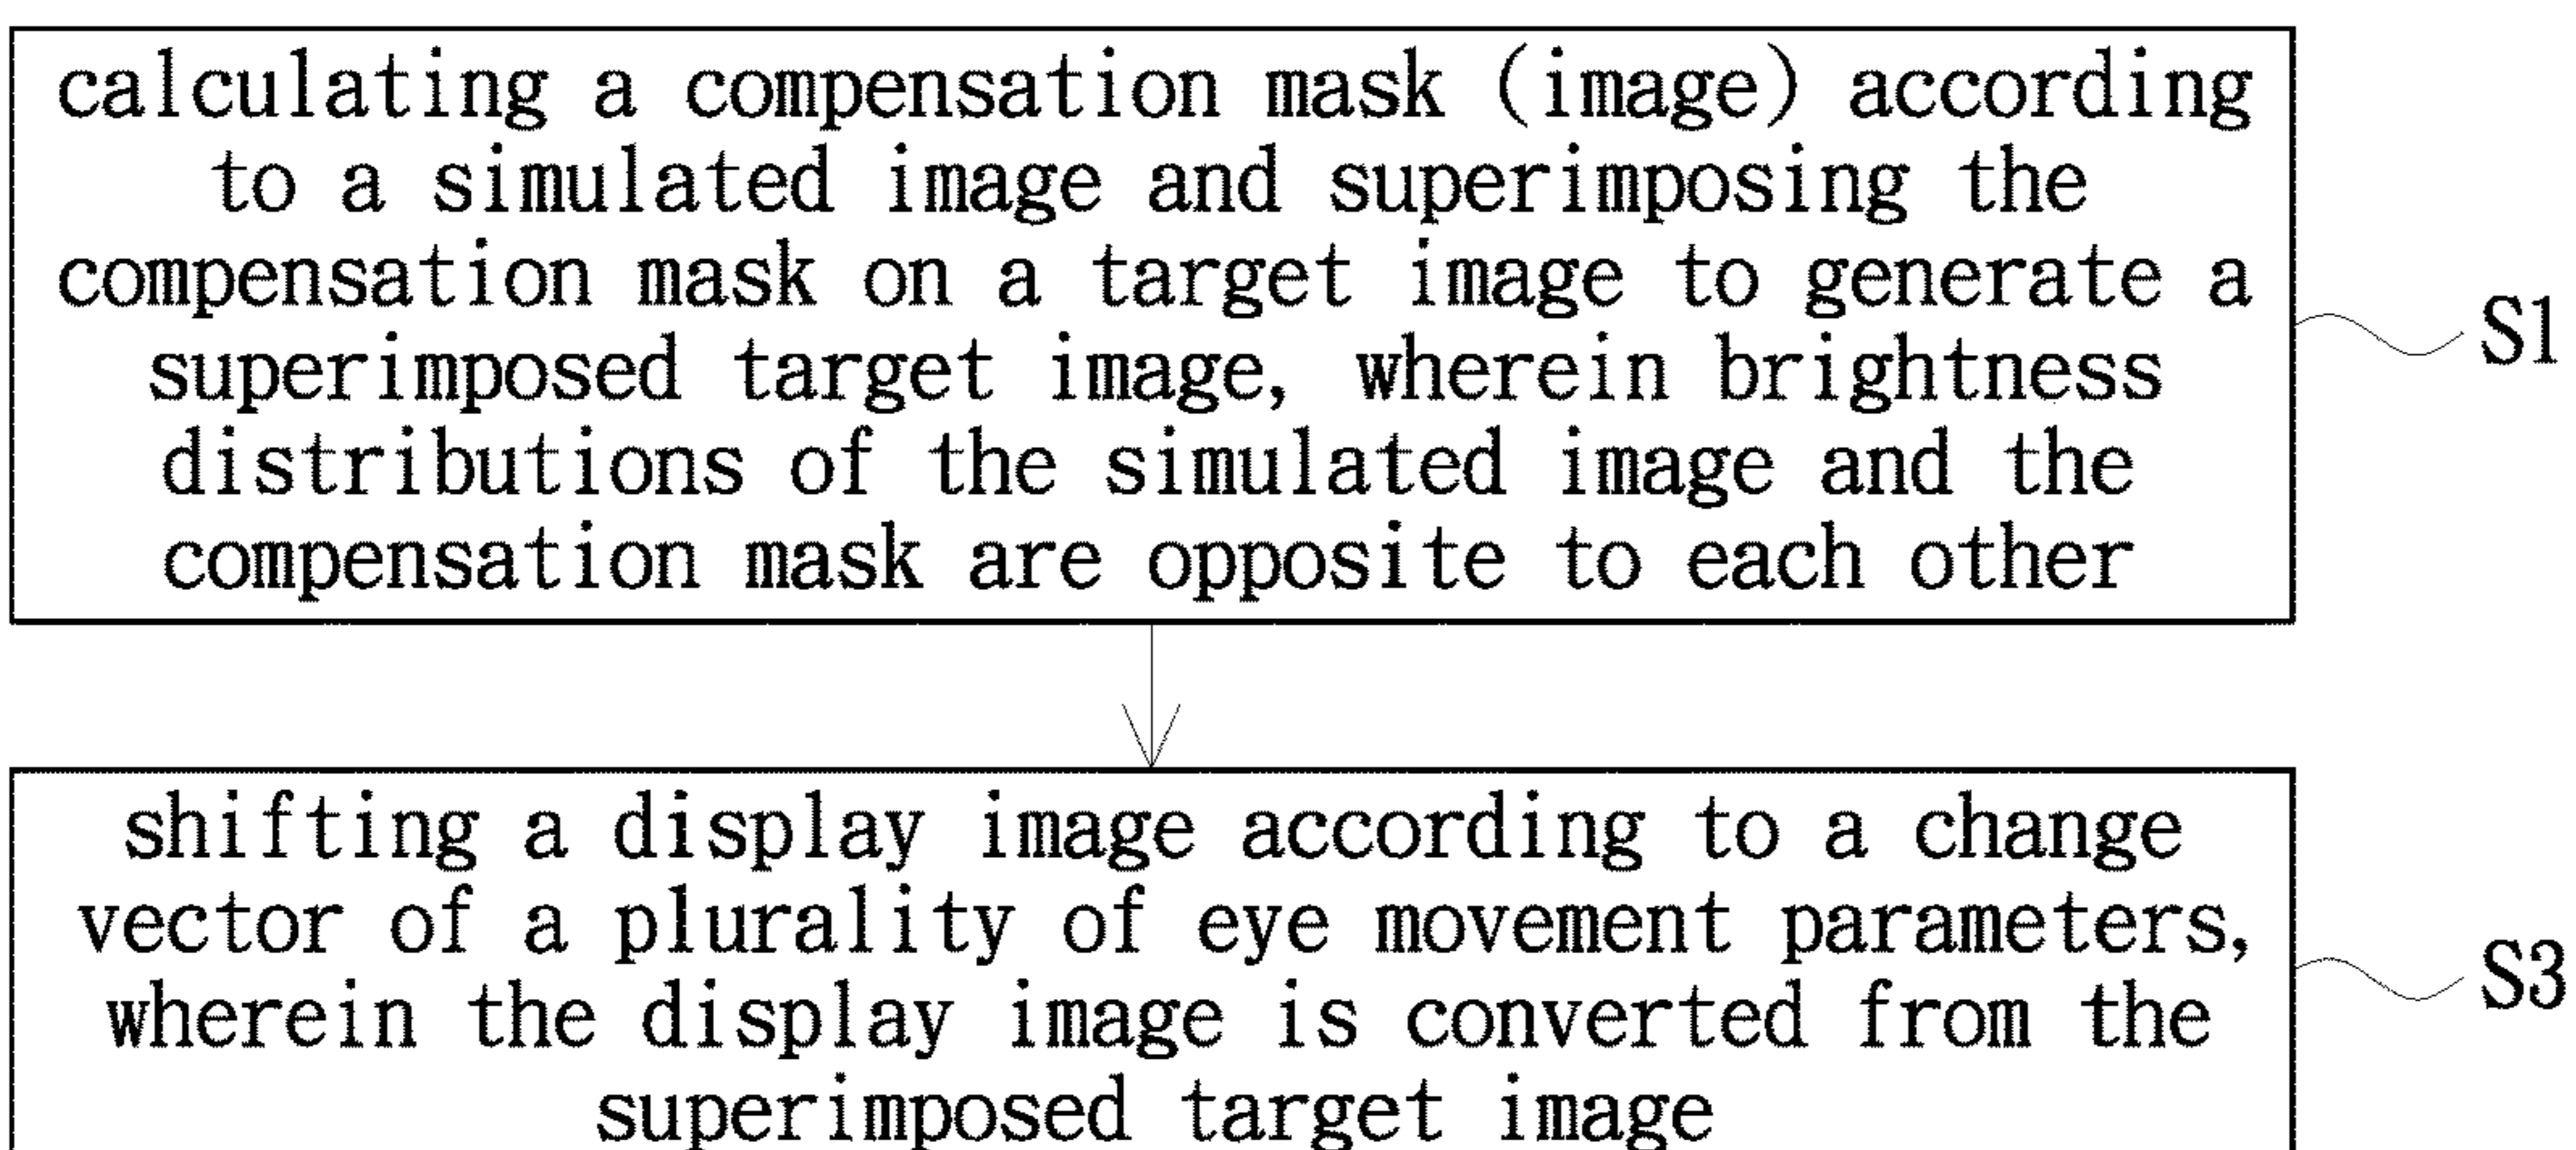 calculating a compensation mask (image) according
to a simulated image and superimposing the
compensation mask on a target image to generate a
superimposed target image, wherein brightness
distributions of the simulated image and the
compensation mask are opposite to each other
S1
shifting a display image according to a change
vector of a plurality of eye movement parameters,
wherein the display image is converted from the
superimposed target image
S3